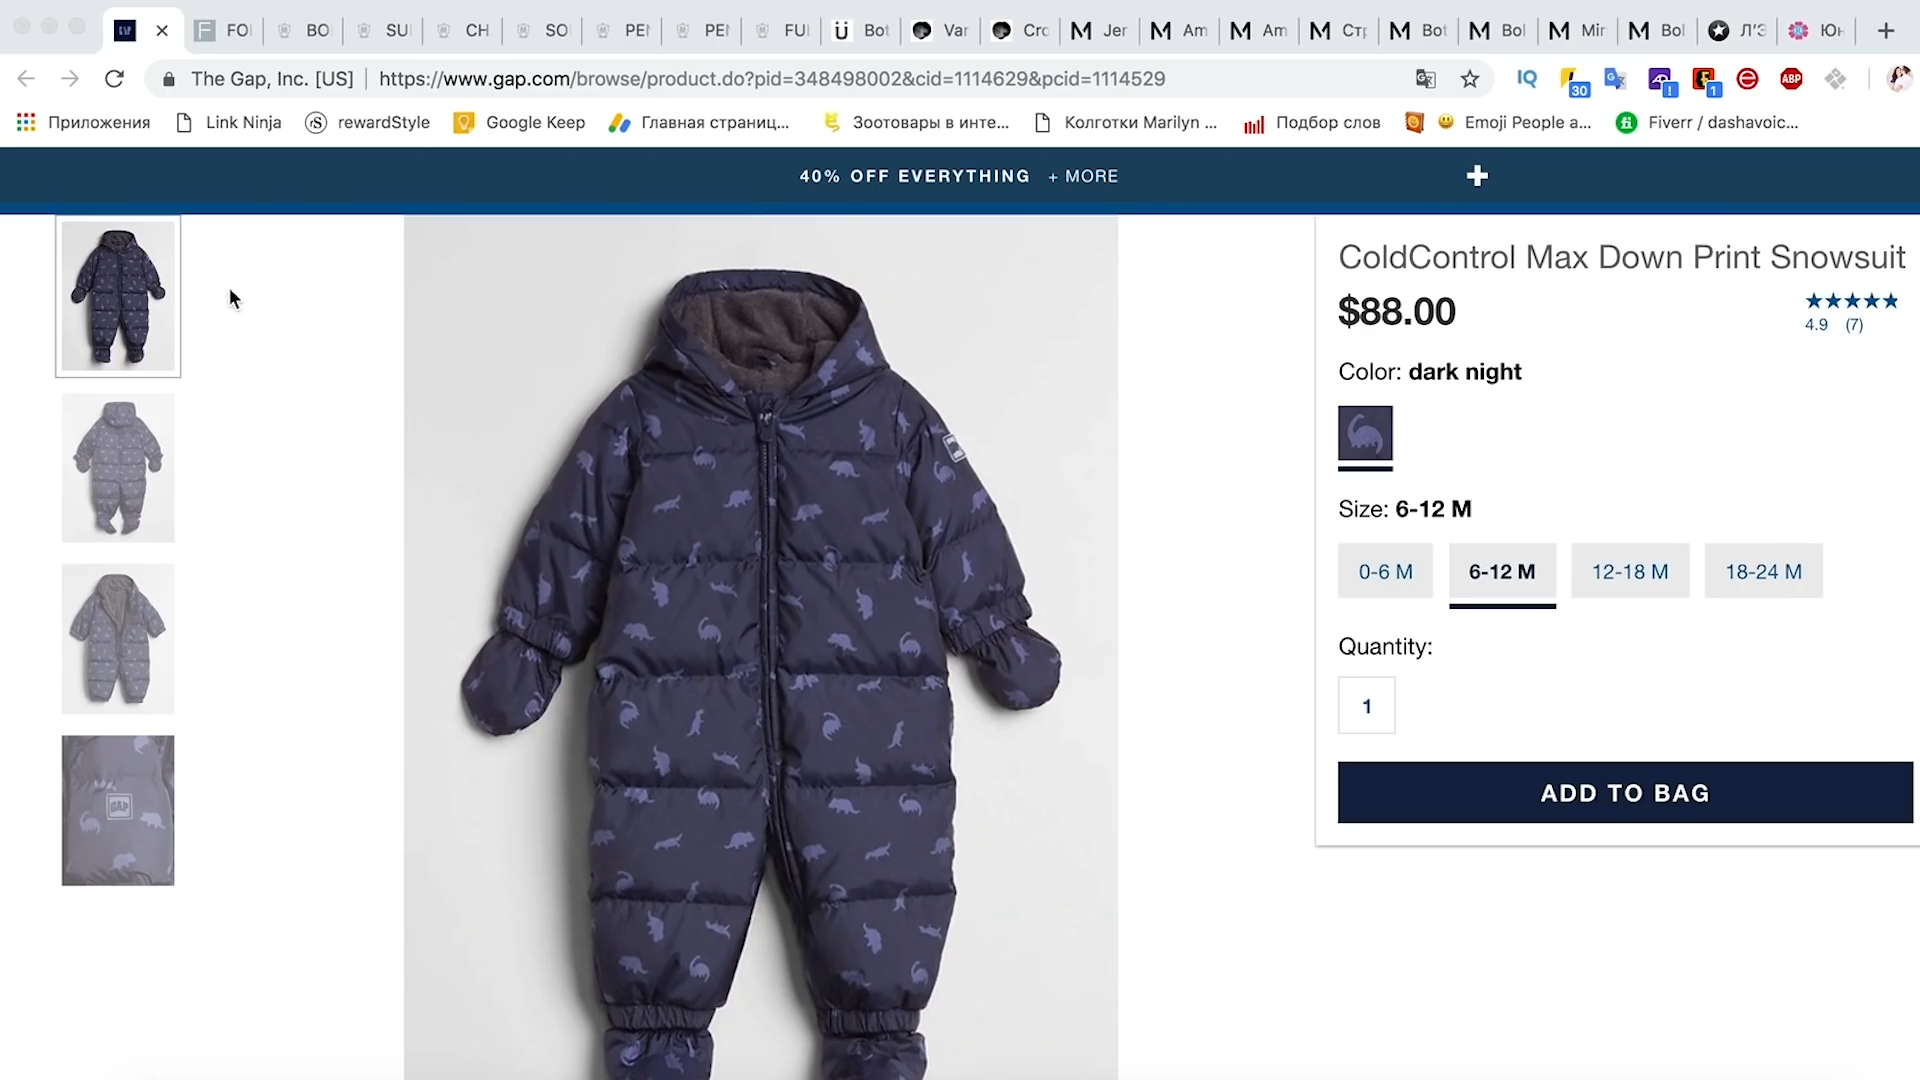 FO
BO
SU
CH
SO
PE
PE
FU
Bot
Var
Cro
Jer
Am
Am
Стр
Bot
Bol
Mir
Bol
Л'Э
Юн
The Gap, Inc. [US]
https://www.gap.com/browse/product.do?pid=348498002&cid=1114629&pcid=1114529
IQ
30
!
1
ABP
Приложения
Link Ninja
rewardStyle
Google Keep
Главная страниц...
Зоотовары в инте...
Колготки Marilyn ...
Подбор слов
Emoji People a...
Fiverr / dashavoic...
40% OFF EVERYTHING + MORE
ColdControl Max Down Print Snowsuit
$88.00
4.9 (7)
Color: dark night
Size: 6-12 M
0-6 M
6-12 M
12-18 M
18-24 M
Quantity:
1
ADD TO BAG
GAP